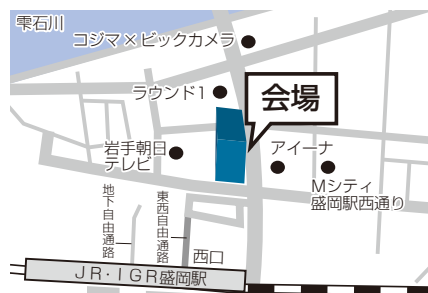 雫石川
コジマ×ビックカメラ
ラウンド1
会場
岩手朝日
テレビ
アイーナ
Mシティ
盛岡駅西通り
地下自由通路
東西自由通路
西口
JR・IGR盛岡駅